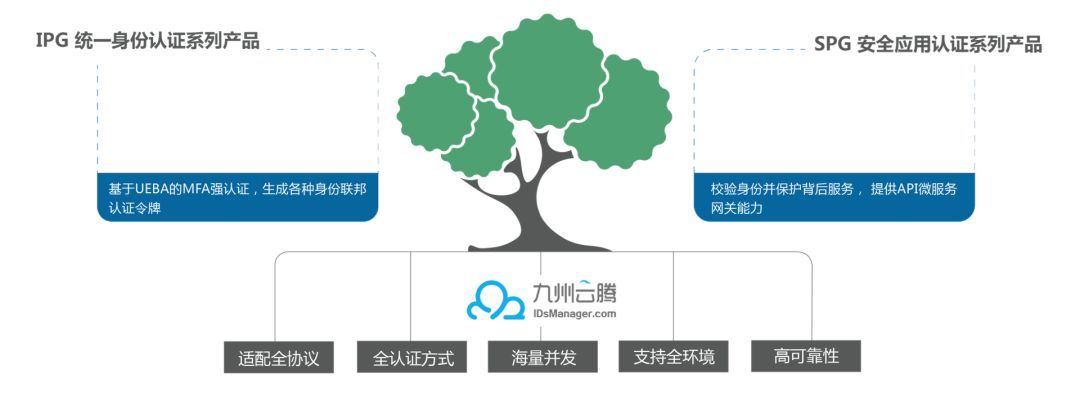 IPG 统一身份认证系列产品
SPG 安全应用认证系列产品
基于UEBA的MFA强认证，生成各种身份联邦
认证令牌
校验身份并保护背后服务， 提供API微服务
网关能力
九州云腾
IDsManager.com
适配全协议
全认证方式
海量并发
支持全环境
高可靠性